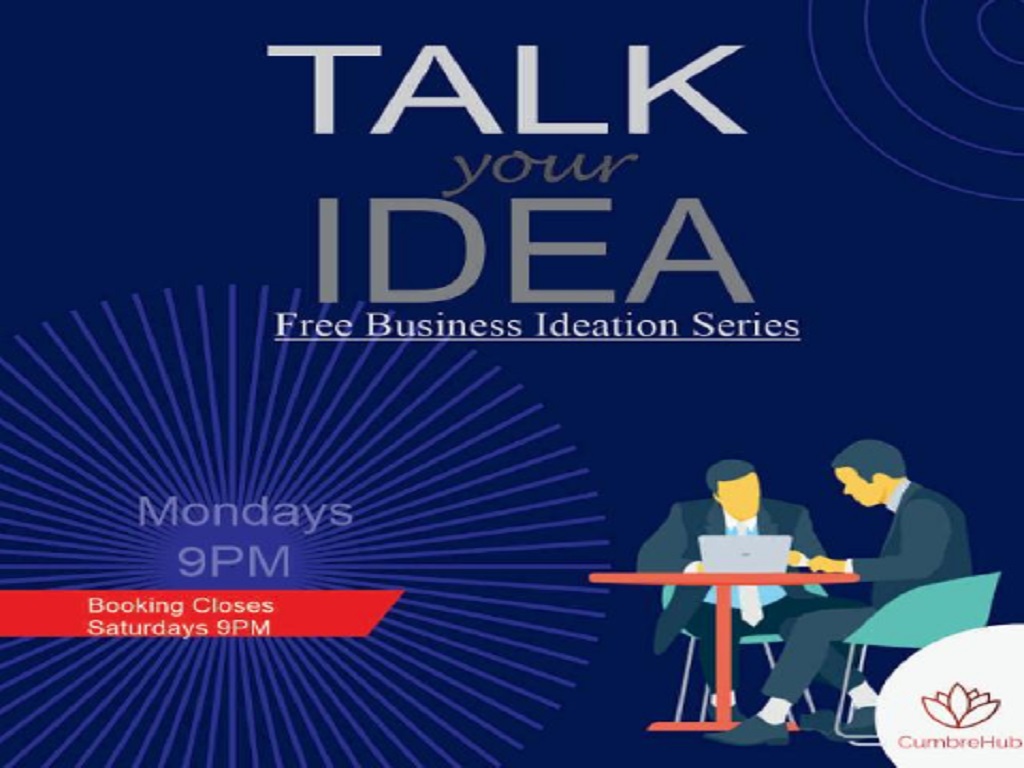 TALK
your
IDEA
Free Business Ideation Series
Mondays
9PM
Booking Closes
Saturdays 9PM
CumbreHub